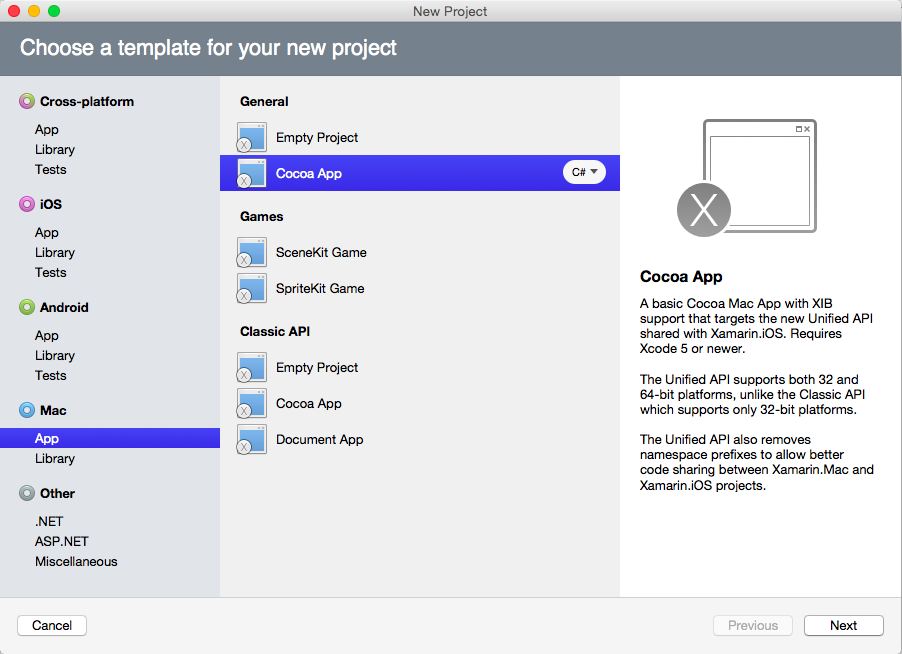 New Project
Choose a template for your new project
Cross-platform
App
Library
Tests
iOS
App
Library
Tests
Android
App
Library
Tests
Mac
App
Library
Other
.NET
ASP.NET
Miscellaneous
General
Empty Project
Cocoa App
C#
Games
SceneKit Game
SpriteKit Game
Classic API
Empty Project
Cocoa App
Document App
X
Cocoa App
A basic Cocoa Mac App with XIB
support that targets the new Unified API
shared with Xamarin.iOS. Requires
Xcode 5 or newer.
The Unified API supports both 32 and
64-bit platforms, unlike the Classic API
which supports only 32-bit platforms.
The Unified API also removes
namespace prefixes to allow better
code sharing between Xamarin.Mac and
Xamarin.iOS projects.
Cancel
Previous
Next